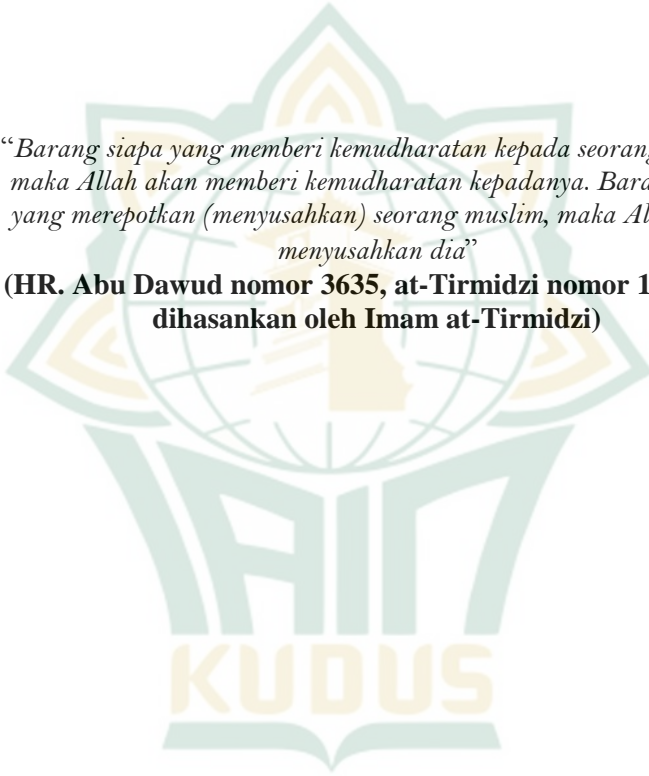 “Barang siapa yang memberi kemudharatan kepada seorang
maka Allah akan memberi kemudharatan kepadanya. Bara
yang merepotkan (menyusahkan) seorang muslim, maka Al
menyusahkan dia”
(HR. Abu Dawud nomor 3635, at-Tirmidzi nomor 1
dihasankan oleh Imam at-Tirmidzi)
IAIN
KUDUS